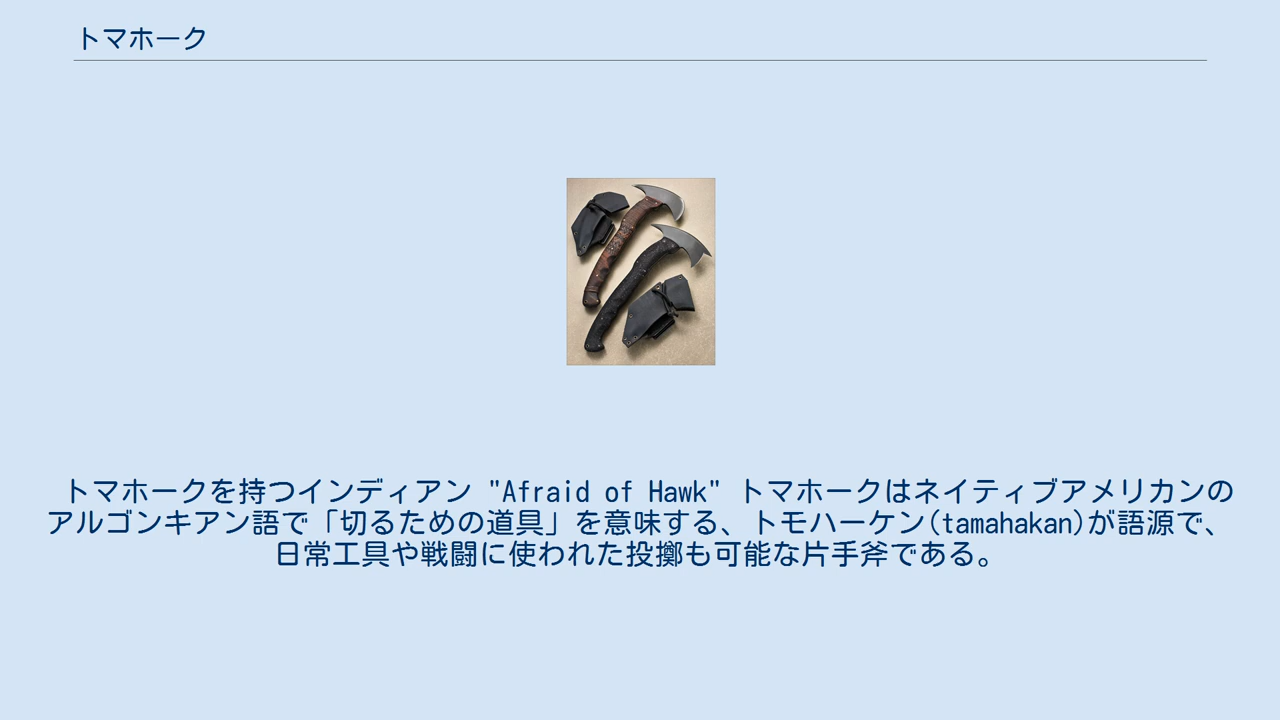 トマホーク
トマホークを持つインディアン "Afraid of Hawk" トマホークはネイティブアメリカンの
アルゴンキアン語で「切るための道具」を意味する、トモハーケン(tamahakan)が語源で、
日常工具や戦闘に使われた投擲も可能な片手斧である。